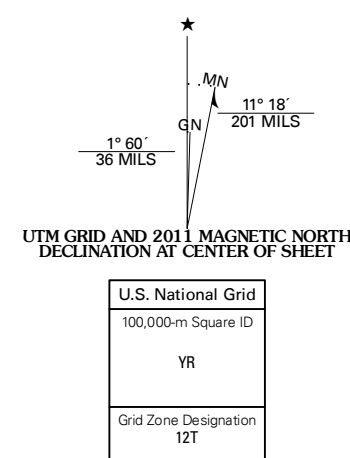 ★
MN
GN
11° 18´
201 MILS
1° 60´
36 MILS
UTM GRID AND 2011 MAGNETIC NORTH
DECLINATION AT CENTER OF SHEET
U.S. National Grid
100,000-m Square ID
YR
Grid Zone Designation
12T